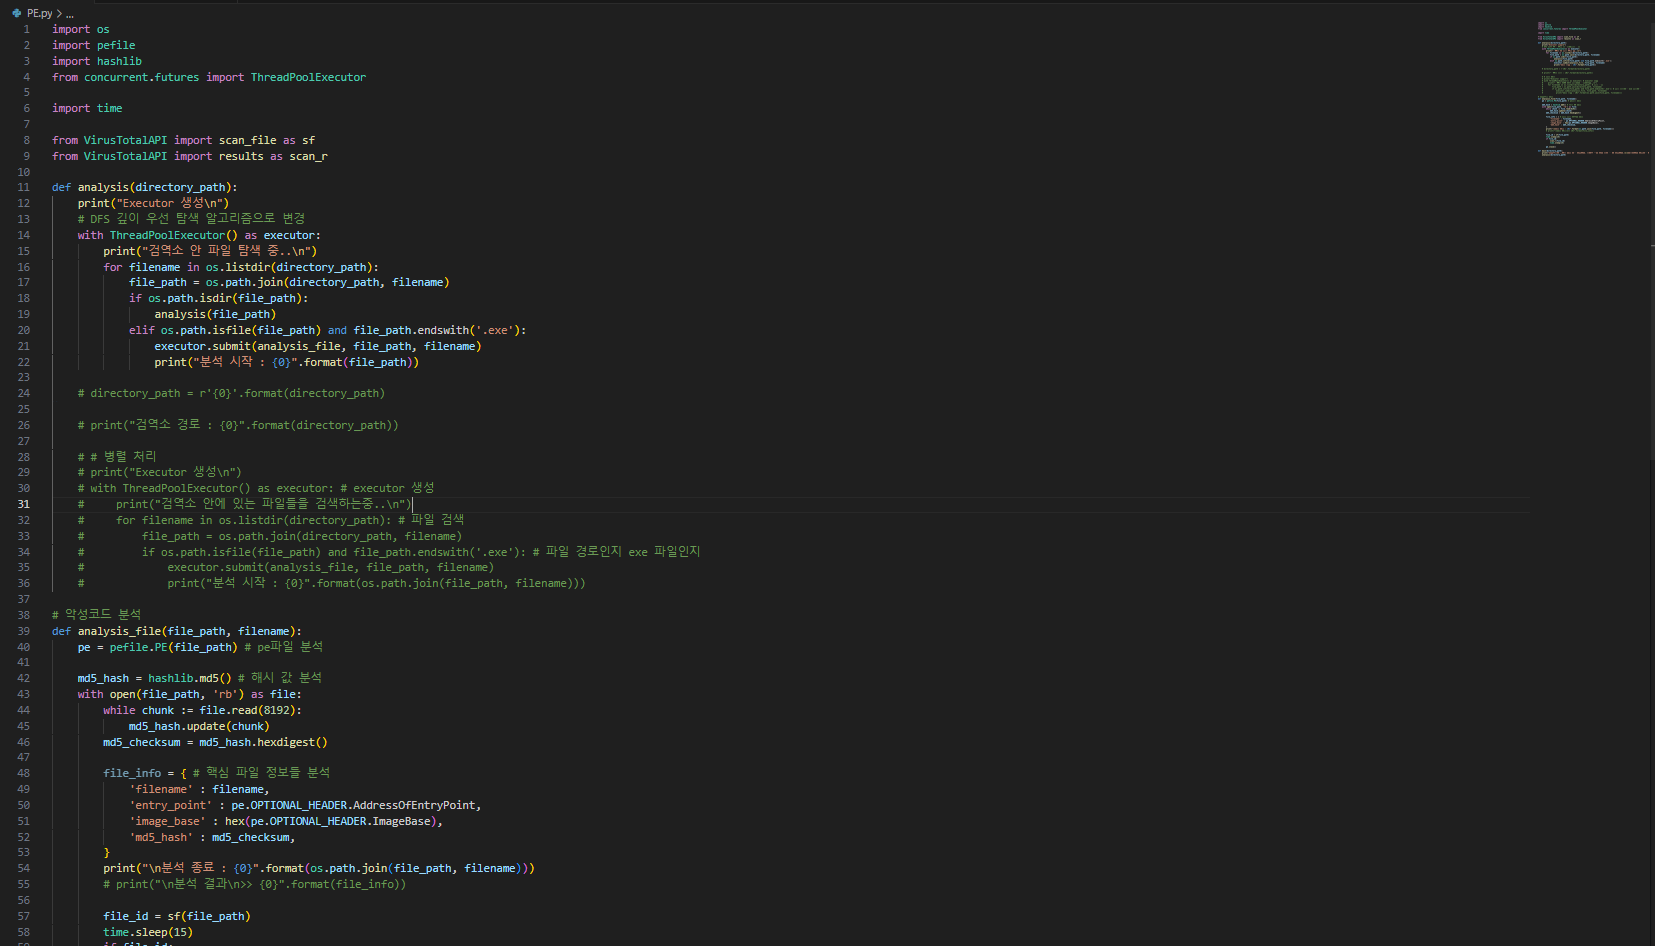 PE.py > ...
1 import os
2 import pefile
3 import hashlib
4 from concurrent.futures import ThreadPoolExecutor
5
6 import time
7
8 from VirusTotalAPI import scan_file as sf
9 from VirusTotalAPI import results as scan_r
10
11 def analysis(directory_path):
12     print("Executor 생성\n")
13     # DFS 깊이 우선 탐색 알고리즘으로 변경
14     with ThreadPoolExecutor() as executor:
15         print("검역소 안 파일 탐색 중..\n")
16         for filename in os.listdir(directory_path):
17             file_path = os.path.join(directory_path, filename)
18             if os.path.isdir(file_path):
19                 analysis(file_path)
20             elif os.path.isfile(file_path) and file_path.endswith('.exe'):
21                 executor.submit(analysis_file, file_path, filename)
22                 print("분석 시작 : {0}".format(file_path))
23
24     # directory_path = r'{0}'.format(directory_path)
25
26     # print("검역소 경로 : {0}".format(directory_path))
27
28     # # 병렬 처리
29     # print("Executor 생성\n")
30     # with ThreadPoolExecutor() as executor: # executor 생성
31     #     print("검역소 안에 있는 파일들을 검색하는중..\n")
32     #     for filename in os.listdir(directory_path): # 파일 검색
33     #         file_path = os.path.join(directory_path, filename)
34     #         if os.path.isfile(file_path) and file_path.endswith('.exe'): # 파일 경로인지 exe 파일인지
35     #             executor.submit(analysis_file, file_path, filename)
36     #             print("분석 시작 : {0}".format(os.path.join(file_path, filename)))
37
38 # 악성코드 분석
39 def analysis_file(file_path, filename):
40     pe = pefile.PE(file_path) # pe파일 분석
41
42     md5_hash = hashlib.md5() # 해시 값 분석
43     with open(file_path, 'rb') as file:
44         while chunk := file.read(8192):
45             md5_hash.update(chunk)
46         md5_checksum = md5_hash.hexdigest()
47
48         file_info = { # 핵심 파일 정보들 분석
49             'filename' : filename,
50             'entry_point' : pe.OPTIONAL_HEADER.AddressOfEntryPoint,
51             'image_base' : hex(pe.OPTIONAL_HEADER.ImageBase),
52             'md5_hash' : md5_checksum,
53         }
54         print("\n분석 종료 : {0}".format(os.path.join(file_path, filename)))
55         # print("\n분석 결과\n>> {0}".format(file_info))
56
57         file_id = sf(file_path)
58         time.sleep(15)
59         if file_id: